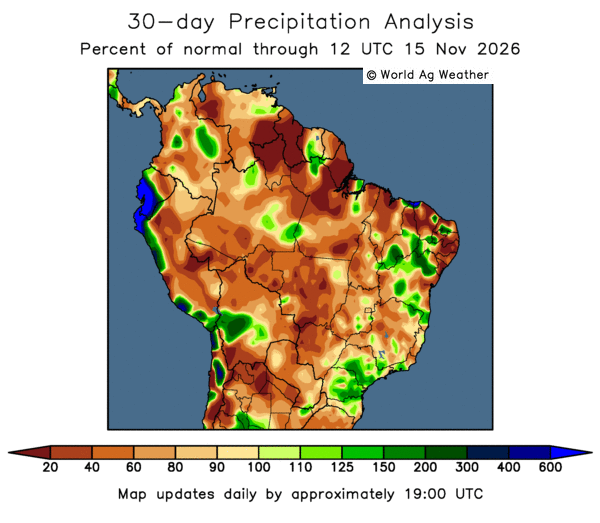 30-day Precipitation Analysis
Percent of normal through 12 UTC 15 Nov 2026
© World Ag Weather
20 40 60 80 90 100 110 125 150 200 300 400 600
Map updates daily by approximately 19:00 UTC